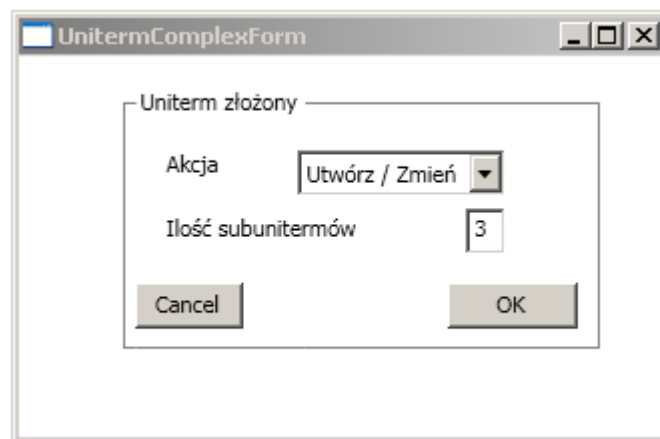 UnitermComplexForm
Uniterm złożony
Akcja Utwórz / Zmień
Ilość subunitermów 3
Cancel OK